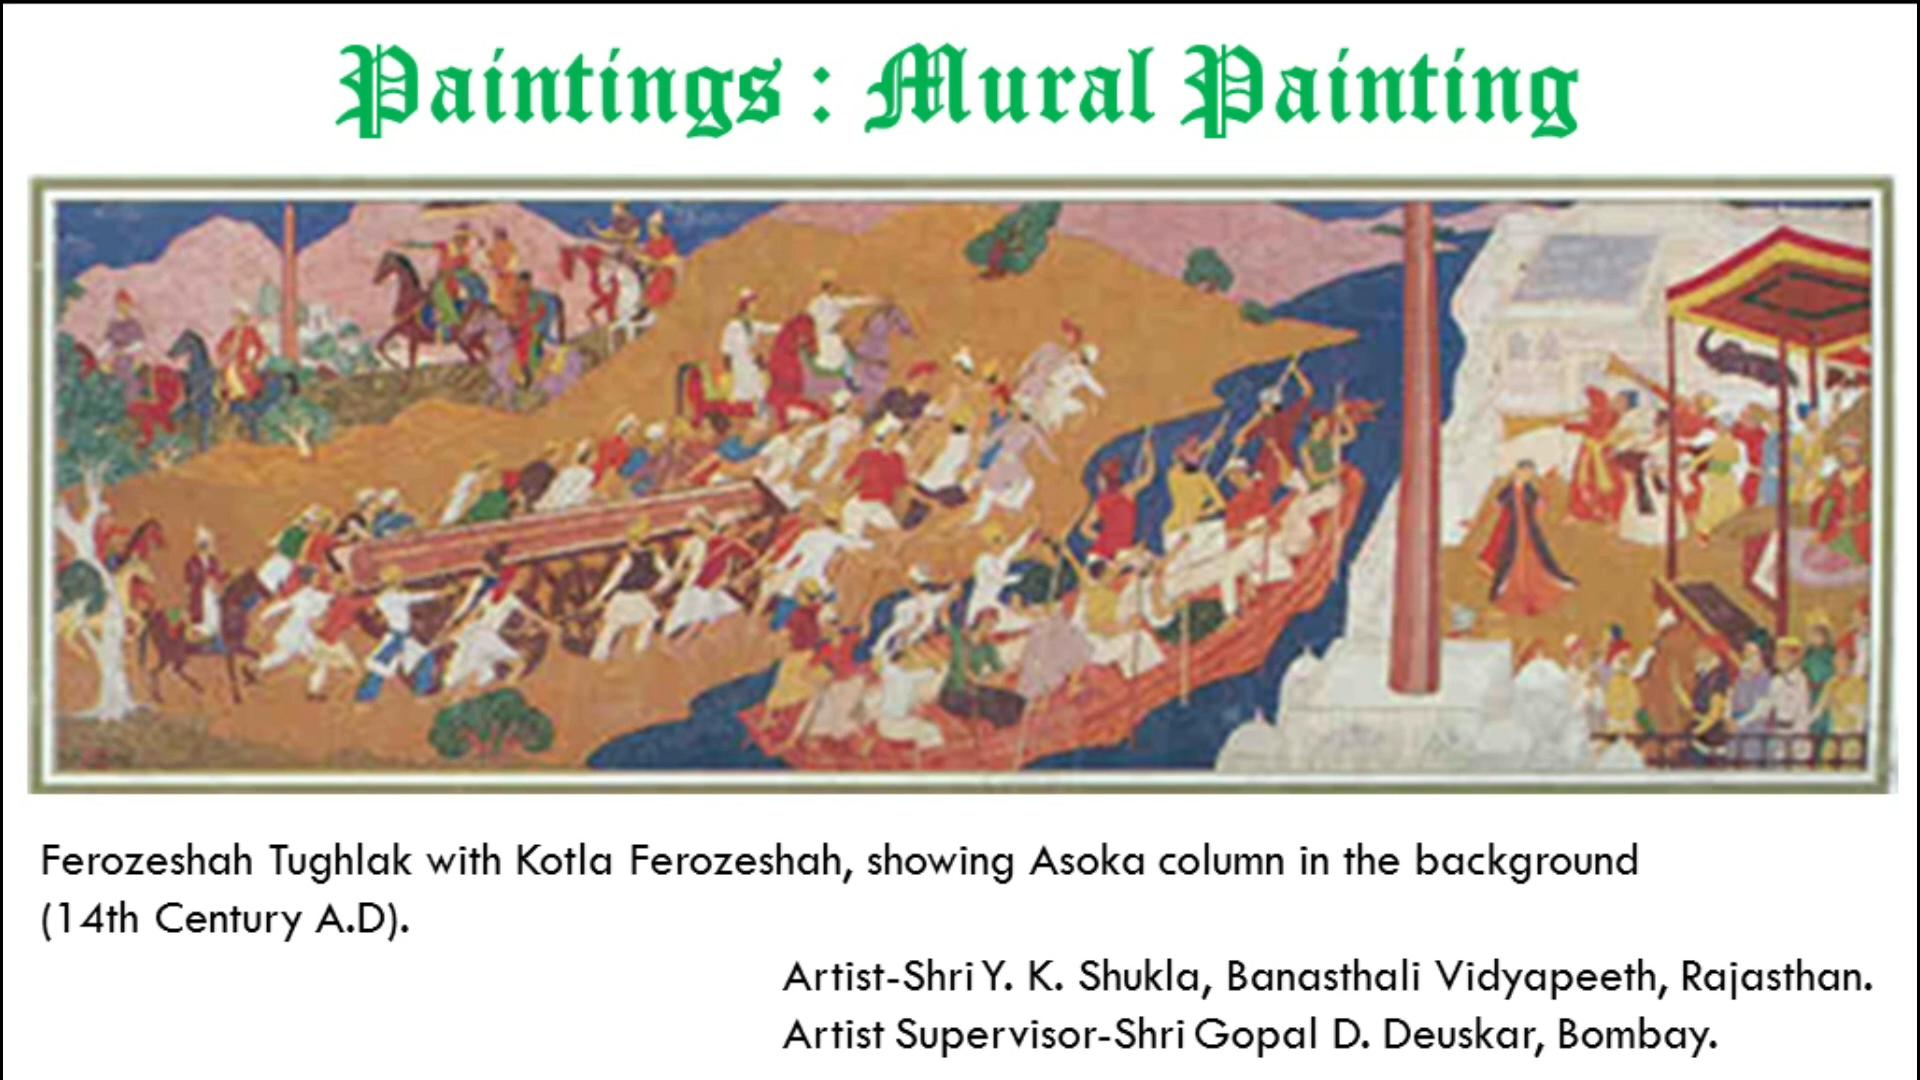 Paintings : Mural Painting
Ferozeshah Tughlak with Kotla Ferozeshah, showing Asoka column in the background
(14th Century A.D).
Artist-Shri Y. K. Shukla, Banasthali Vidyapeeth, Rajasthan.
Artist Supervisor-Shri Gopal D. Deuskar, Bombay.